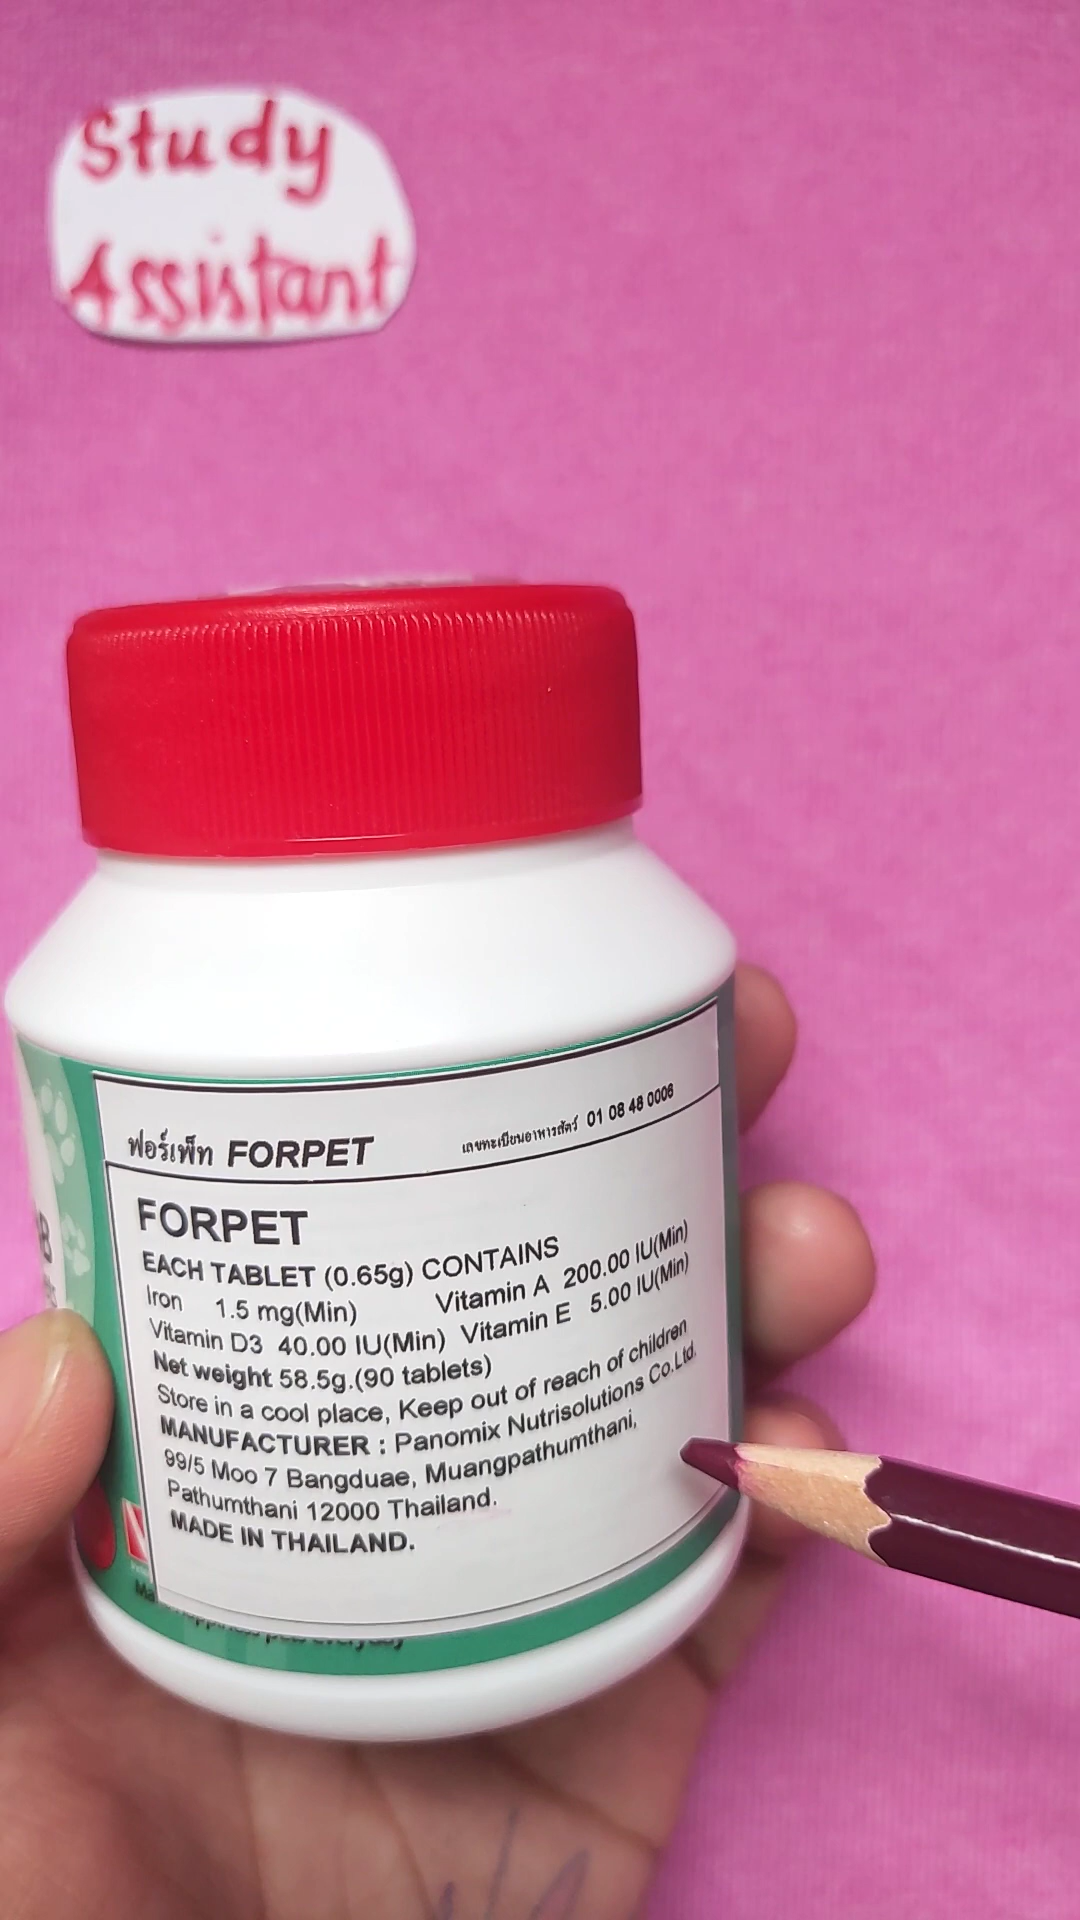 Study
Assistant
ฟอร์เพ็ท FORPET
เลขทะเบียนอาหารสัตว์ 01 08 48 0006
FORPET
EACH TABLET (0.65g) CONTAINS
Iron 1.5 mg(Min) Vitamin A 200.00 IU(Min)
Vitamin D3 40.00 IU(Min) Vitamin E 5.00 IU(Min)
Net weight 58.5g.(90 tablets)
Store in a cool place, Keep out of reach of children
MANUFACTURER : Panomix Nutrisolutions Co.Ltd.
99/5 Moo 7 Bangduae, Muangpathumthani,
Pathumthani 12000 Thailand.
MADE IN THAILAND.